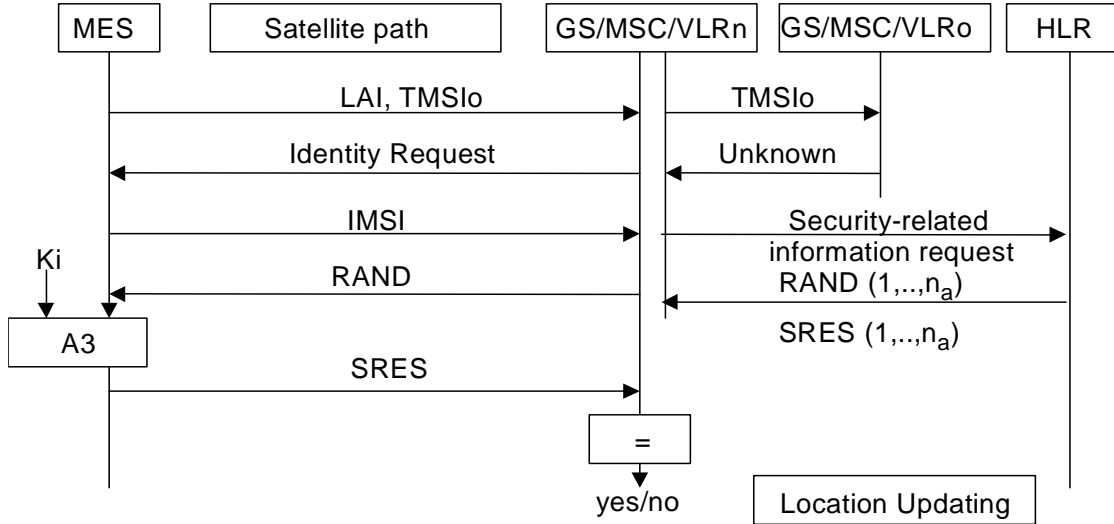 MES
Satellite path
GS/MSC/VLRn
GS/MSC/VLRo
HLR
LAI, TMSIo
TMSIo
Identity Request
Unknown
IMSI
Security-related
information request
Ki
RAND
RAND (1,..,na)
A3
SRES (1,..,na)
SRES
=
yes/no
Location Updating